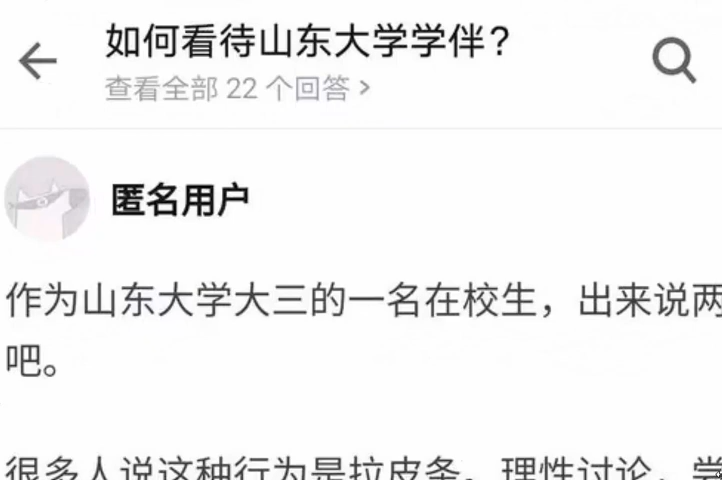 如何看待山东大学学伴?
查看全部 22 个回答 >
匿名用户
作为山东大学大三的一名在校生，出来说两
吧。
很多人说这种行为是拉皮条。理性讨论，学